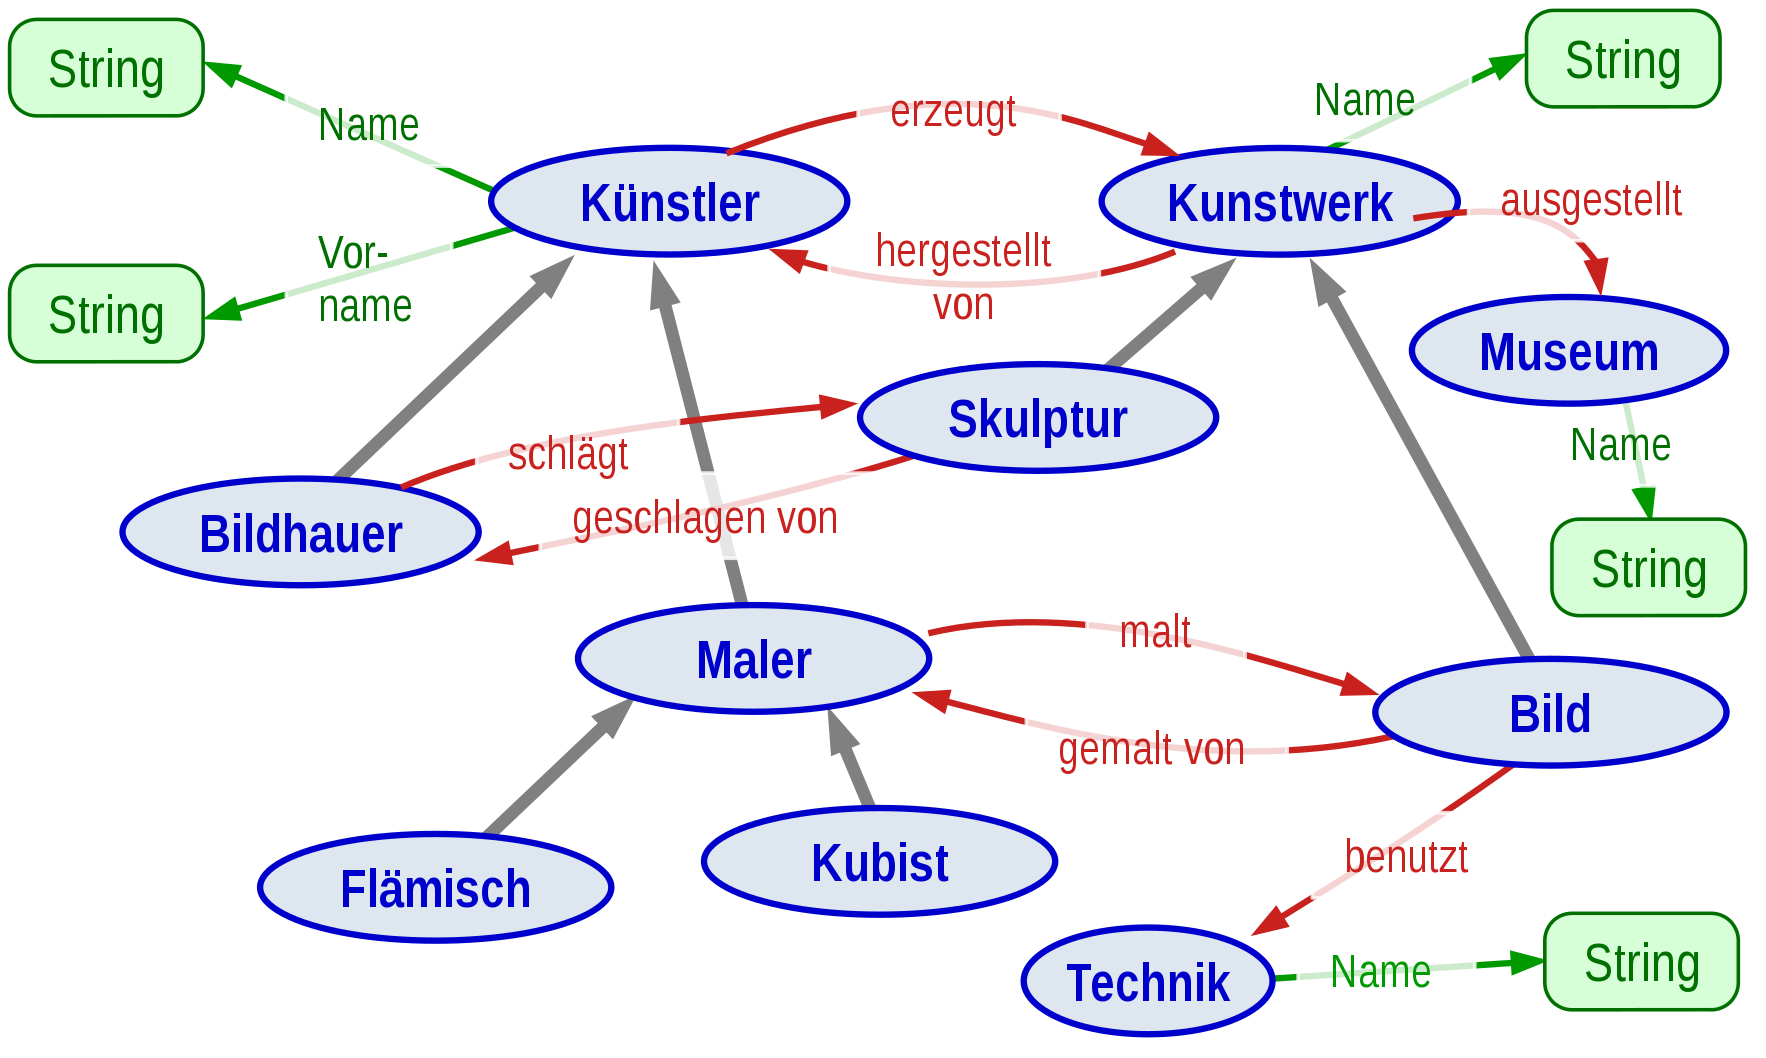 String
String
Name
erzeugt
Name
Künstler
Kunstwerk
ausgestellt
Vor-
name
hergestellt
von
String
Museum
Skulptur
Name
schlägt
Bildhauer
geschlagen von
String
Maler
malt
Bild
gemalt von
Flämisch
Kubist
benutzt
Technik
Name
String